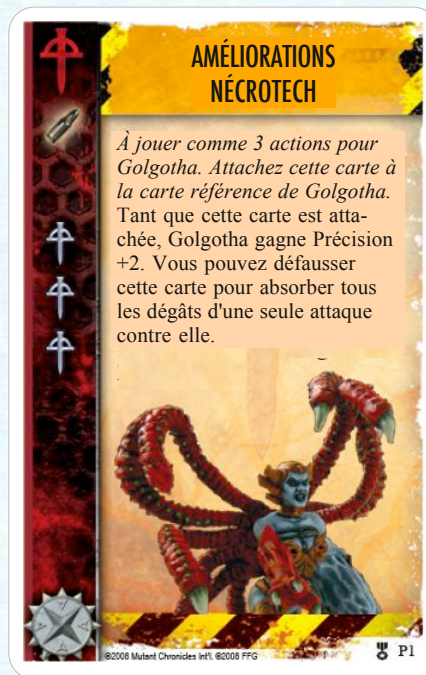 AMÉLIORATIONS
NÉCROTECH
À jouer comme 3 actions pour
Golgotha. Attachez cette carte à
la carte référence de Golgotha.
Tant que cette carte est atta-
chée, Golgotha gagne Précision
+2. Vous pouvez défausser
cette carte pour absorber tous
les dégâts d'une seule attaque
contre elle.
©2008 Mutant Chronicles Int'l. ©2008 FFG
P1